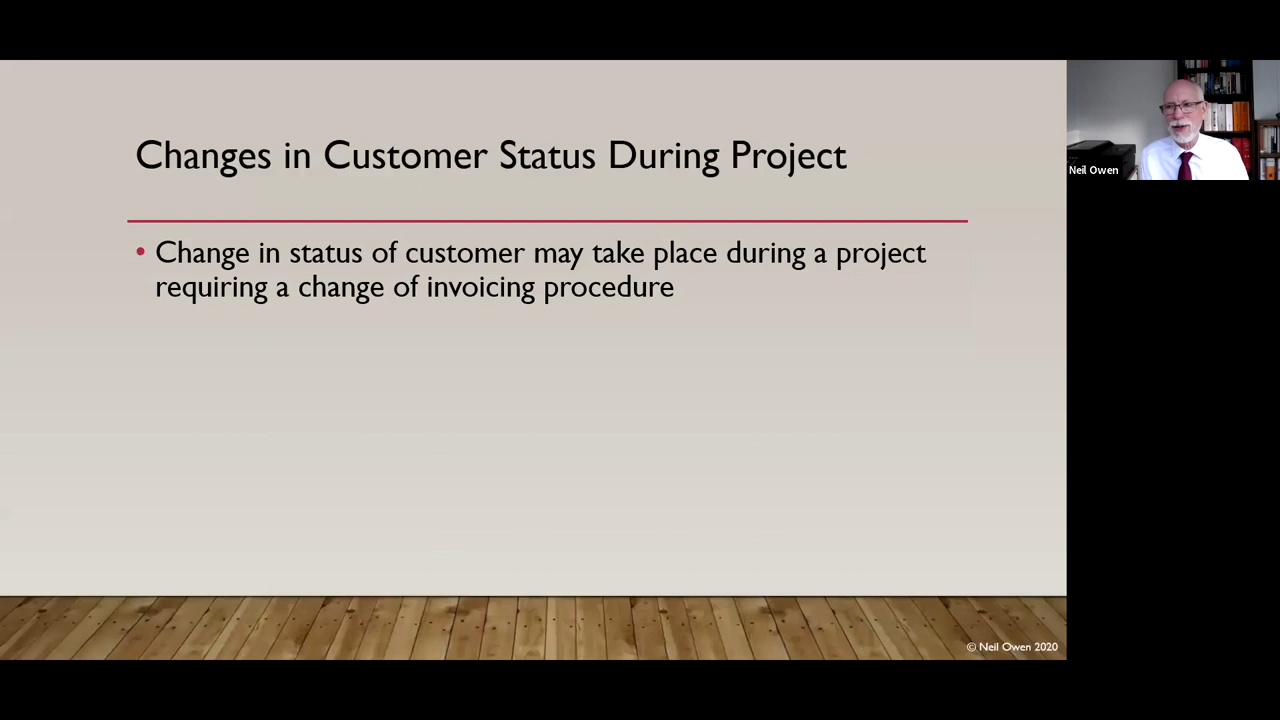 Changes in Customer Status During Project
• Change in status of customer may take place during a project
requiring a change of invoicing procedure
Neil Owen
© Neil Owen 2020